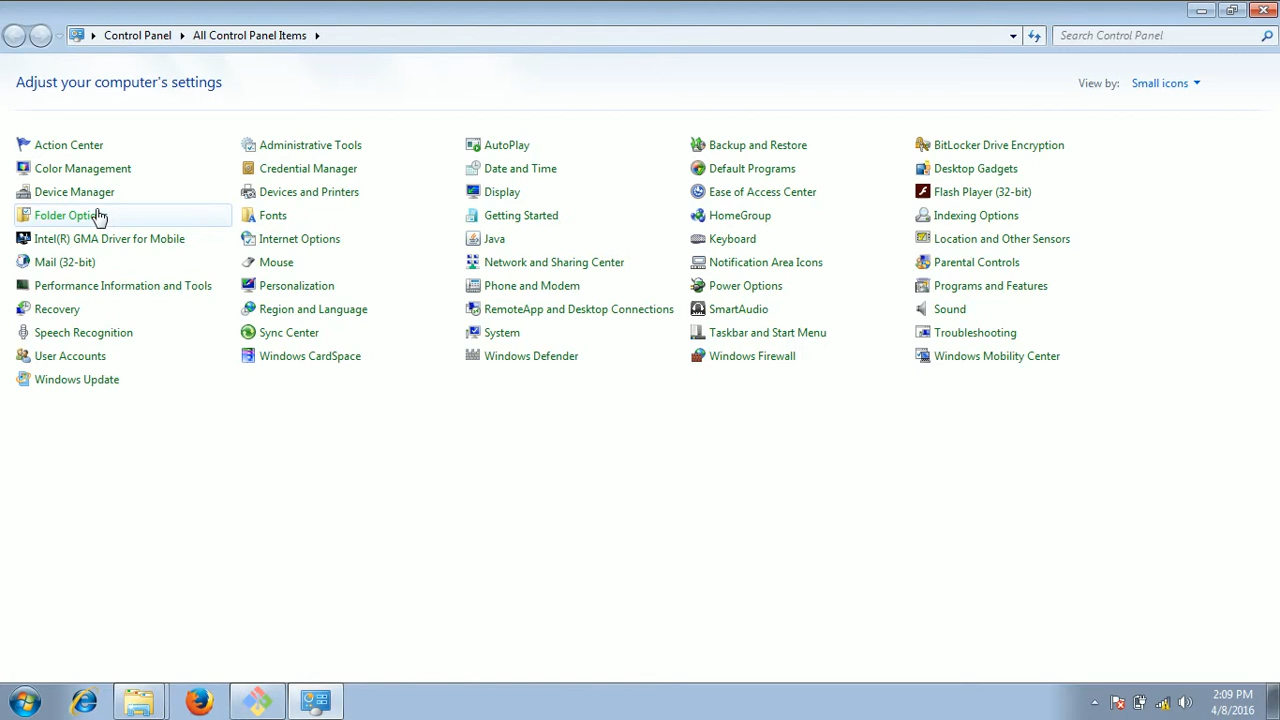 Control Panel All Control Panel Items Search Control Panel
Adjust your computer's settings
View by: Small icons
Action Center Administrative Tools AutoPlay Backup and Restore BitLocker Drive Encryption
Color Management Credential Manager Date and Time Default Programs Desktop Gadgets
Device Manager Devices and Printers Display Ease of Access Center Flash Player (32-bit)
Folder Fonts Getting Started HomeGroup Indexing Options
Intel(R) GMA Driver for Mobile Internet Options Java Keyboard Location and Other Sensors
Mail (32-bit) Mouse Network and Sharing Center Notification Area Icons Parental Controls
Performance Information and Tools Personalization Phone and Modem Power Options Programs and Features
Recovery Region and Language RemoteApp and Desktop Connections SmartAudio Sound
Speech Recognition Sync Center System Taskbar and Start Menu Troubleshooting
User Accounts Windows CardSpace Windows Defender Windows Firewall Windows Mobility Center
Windows Update
2:09 PM
4/8/2016